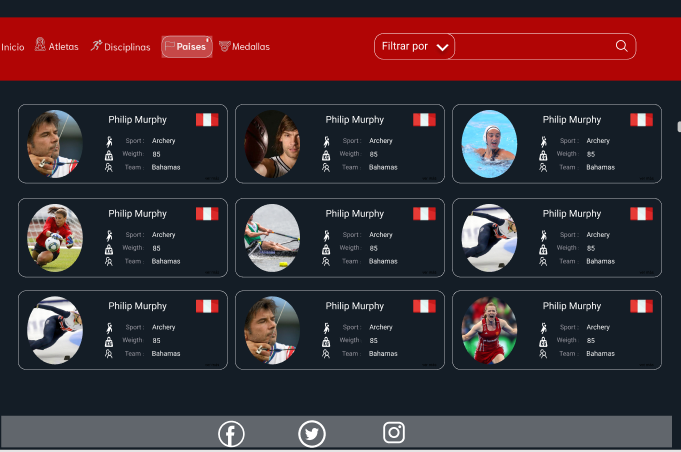 Inicio Atletas Disciplinas Paises Medallas Filtrar por
Philip Murphy Philip Murphy Philip Murphy
Sport : Archery Sport : Archery Sport : Archery
Weigth 85 Weigth 85 Weigth 85
Team : Bahamas Team : Bahamas Team : Bahamas
Philip Murphy Philip Murphy Philip Murphy
Sport : Archery Sport : Archery Sport : Archery
Weigth 85 Weigth 85 Weigth 85
Team : Bahamas Team : Bahamas Team : Bahamas
Philip Murphy Philip Murphy Philip Murphy
Sport : Archery Sport : Archery Sport : Archery
Weigth 85 Weigth 85 Weigth 85
Team : Bahamas Team : Bahamas Team : Bahamas